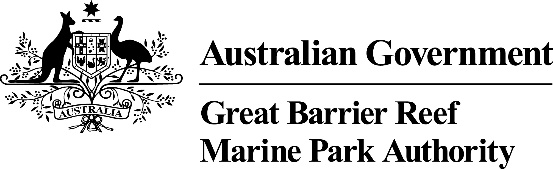 Australian Government
Great Barrier Reef
Marine Park Authority
AUSTRALIA